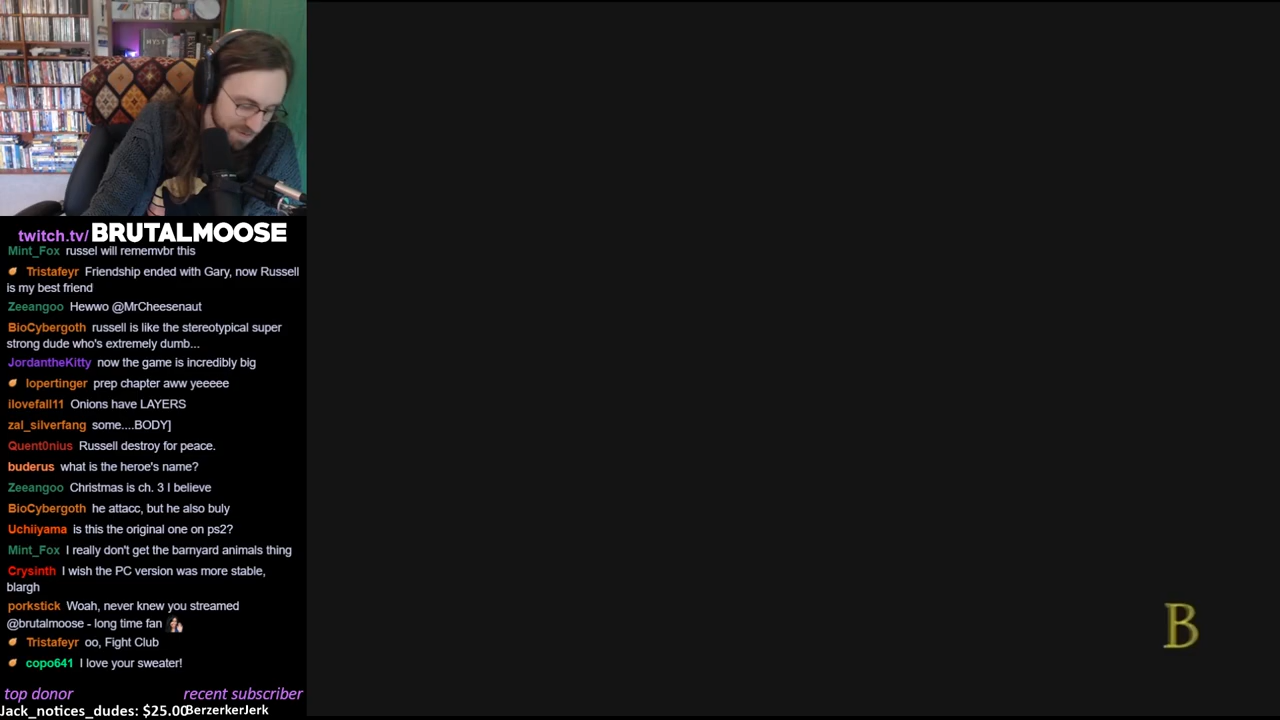 MYST
twitch.tv/BRUTALMOOSE
Mint_Fox russel will rememvbr this
Tristafeyr Friendship ended with Gary, now Russell
is my best friend
Zeeangoo Hewwo @MrCheesenaut
BioCybergoth russell is like the stereotypical super
strong dude who's extremely dumb...
JordantheKitty now the game is incredibly big
lopertinger prep chapter aww yeeeee
ilovefall11 Onions have LAYERS
zal_silverfang some....BODY]
Quent0nius Russell destroy for peace.
buderus what is the heroe's name?
Zeeangoo Christmas is ch. 3 I believe
BioCybergoth he attacc, but he also buly
Uchiiyama is this the original one on ps2?
Mint_Fox I really don't get the barnyard animals thing
Crysinth I wish the PC version was more stable,
blargh
porkstick Woah, never knew you streamed
@brutalmoose - long time fan
Tristafeyr oo, Fight Club
copo641 I love your sweater!
top donor recent subscriber
Jack_notices_dudes: $25.00 BerzerkerJerk
B